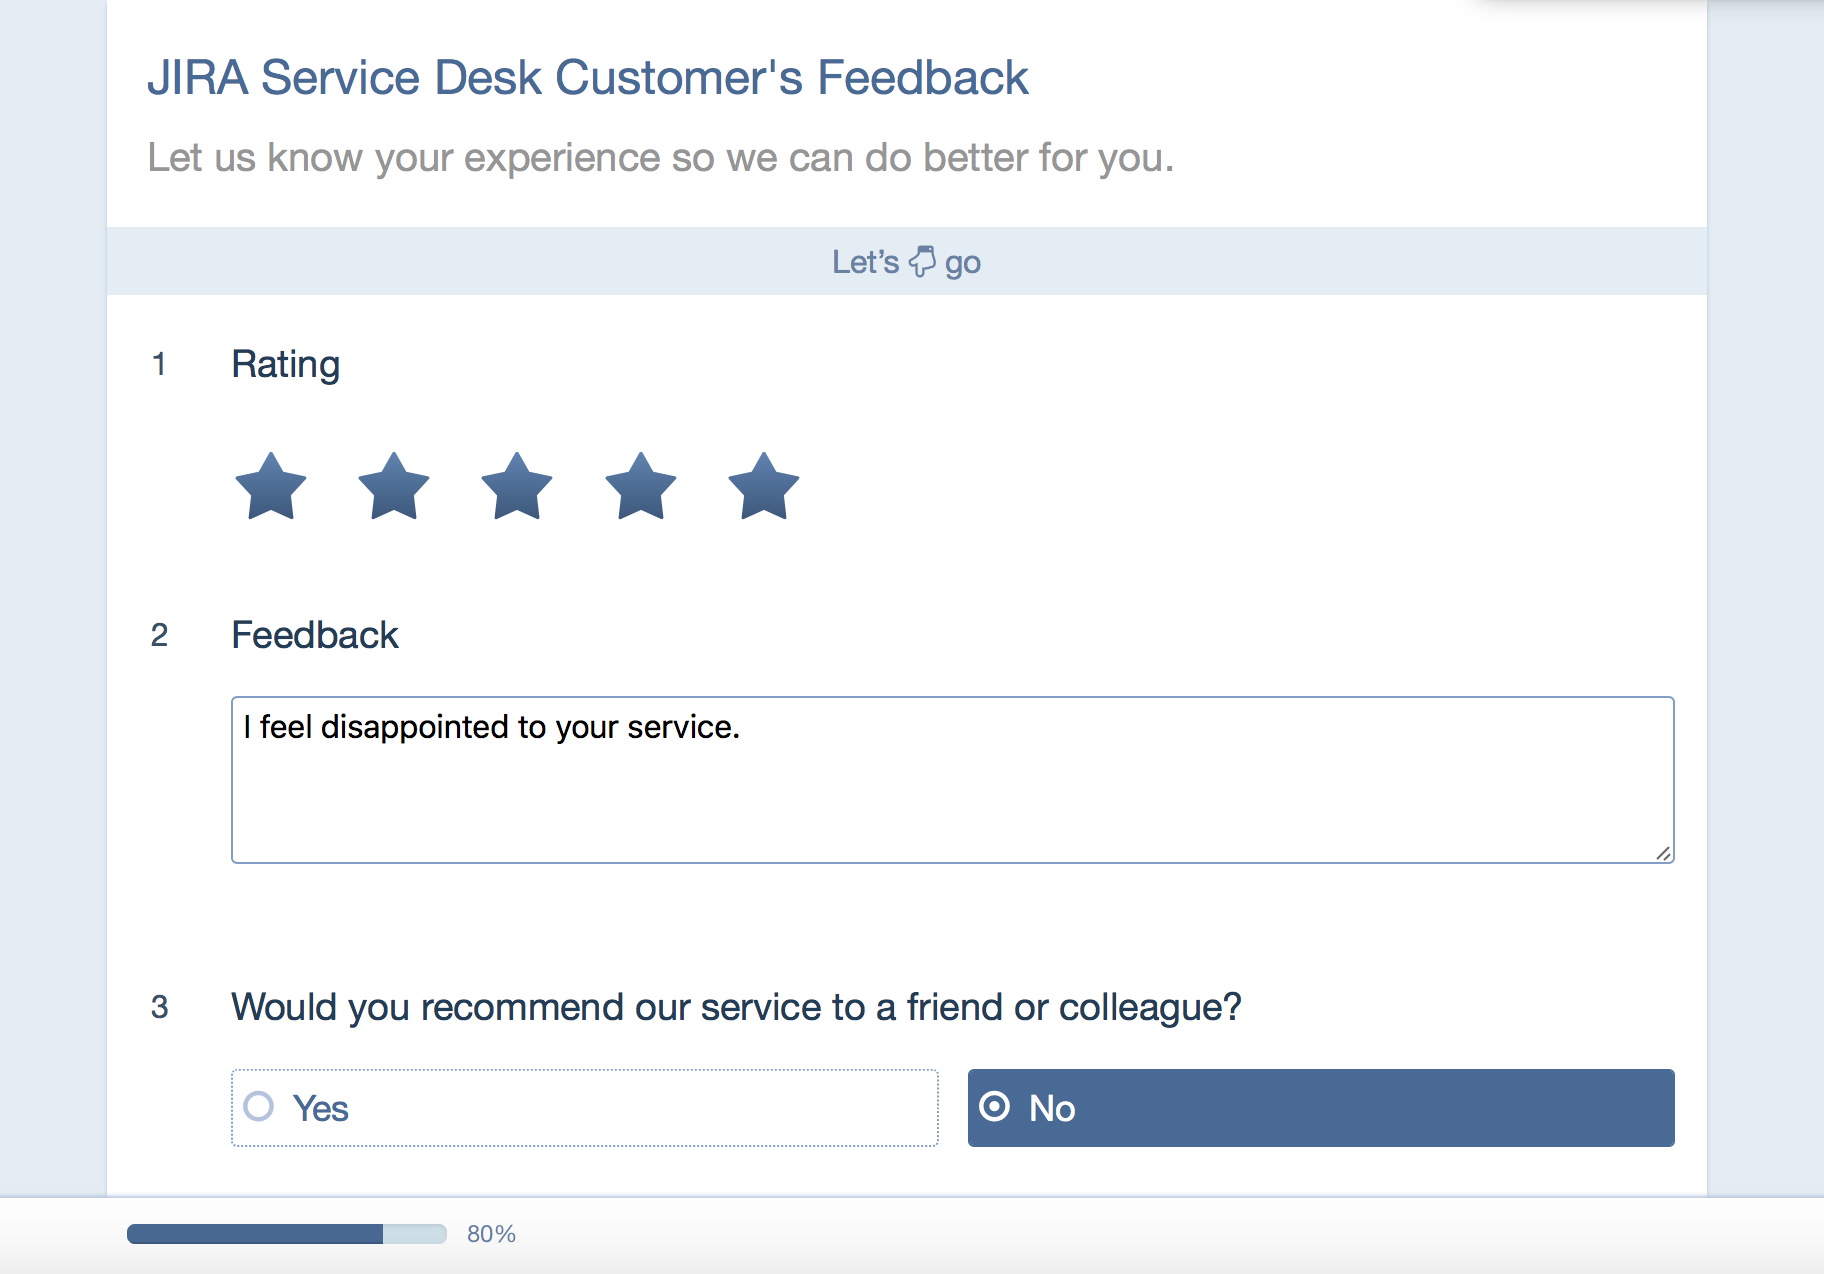 JIRA Service Desk Customer's Feedback
Let us know your experience so we can do better for you.
Let’s go
1 Rating
2 Feedback
I feel disappointed to your service.
3 Would you recommend our service to a friend or colleague?
Yes No
80%